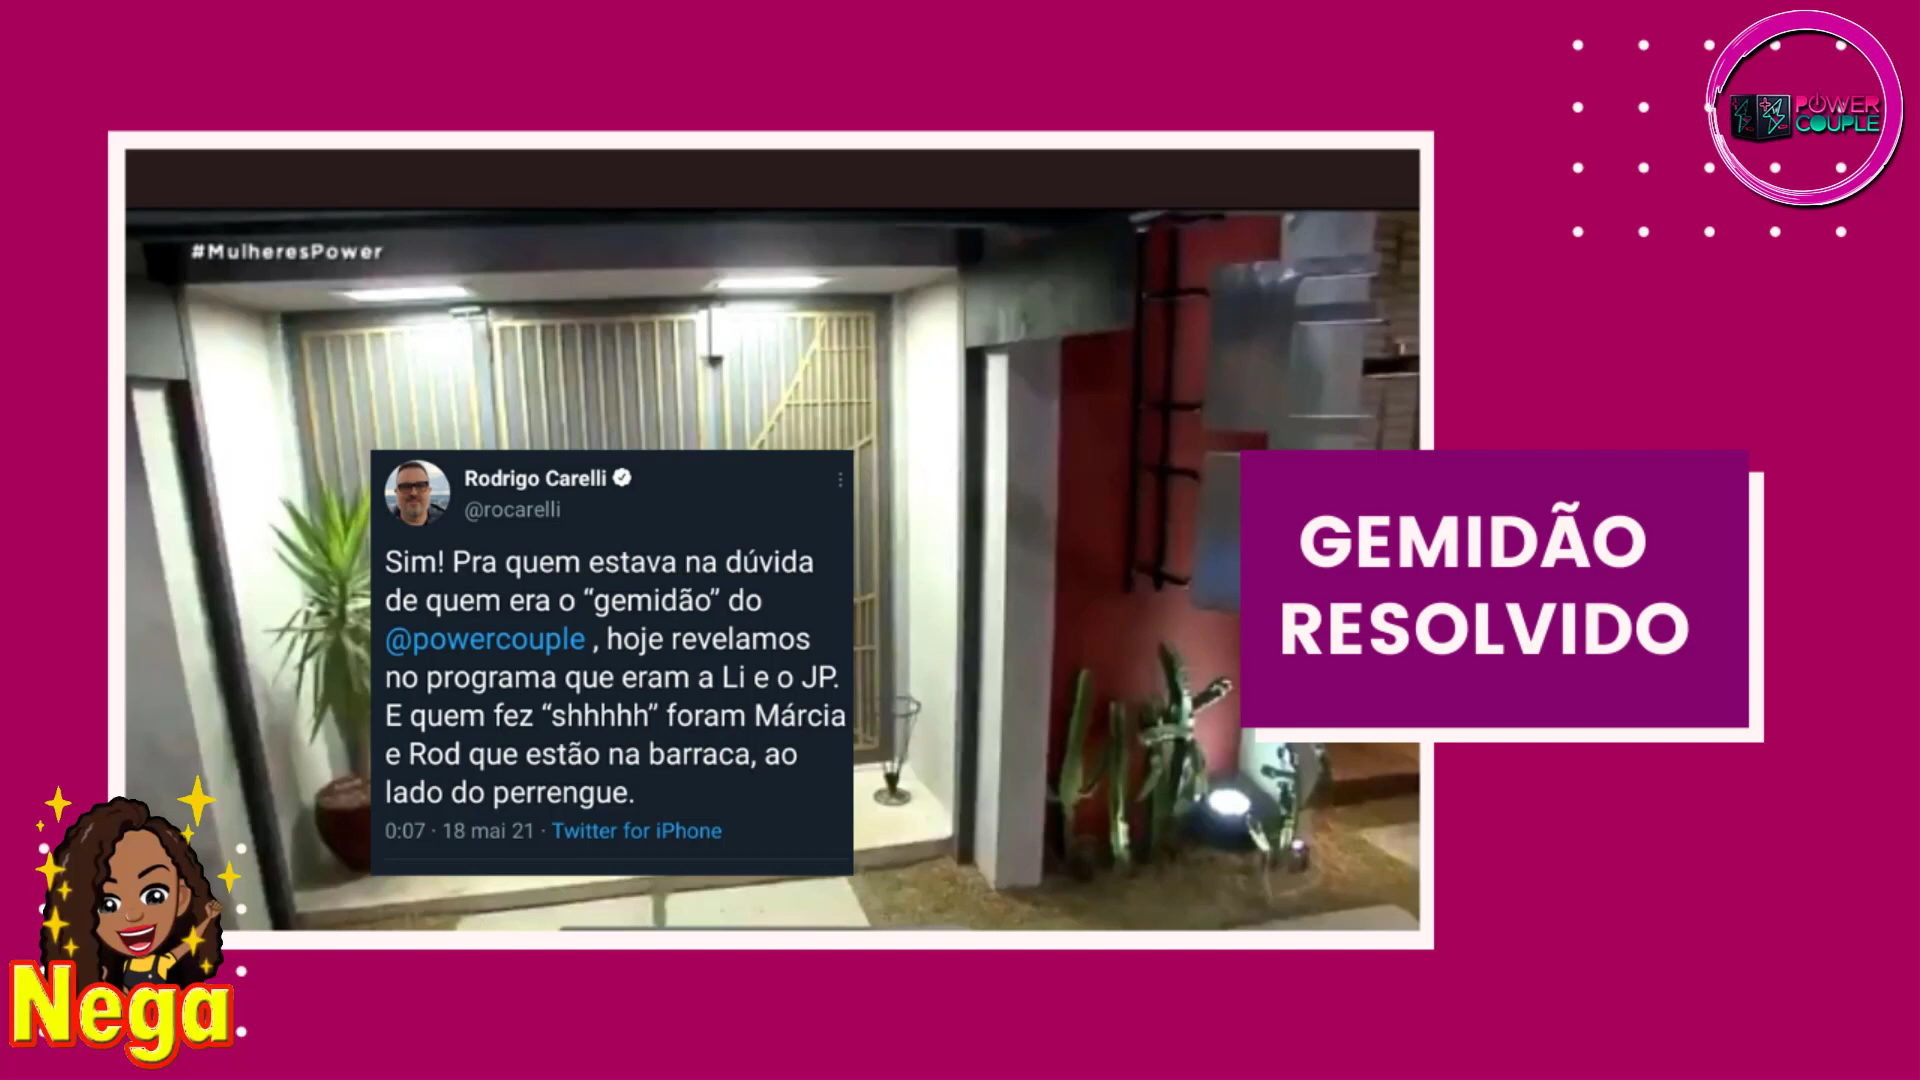 POWER
COUPLE
#MulheresPower
Rodrigo Carelli
@rocarelli
Sim! Pra quem estava na dúvida
de quem era o “gemidão” do
@powercouple , hoje revelamos
no programa que eram a Li e o JP.
E quem fez “shhhhh” foram Márcia
e Rod que estão na barraca, ao
lado do perrengue.
0:07 · 18 mai 21 · Twitter for iPhone
GEMIDÃO
RESOLVIDO
Nega